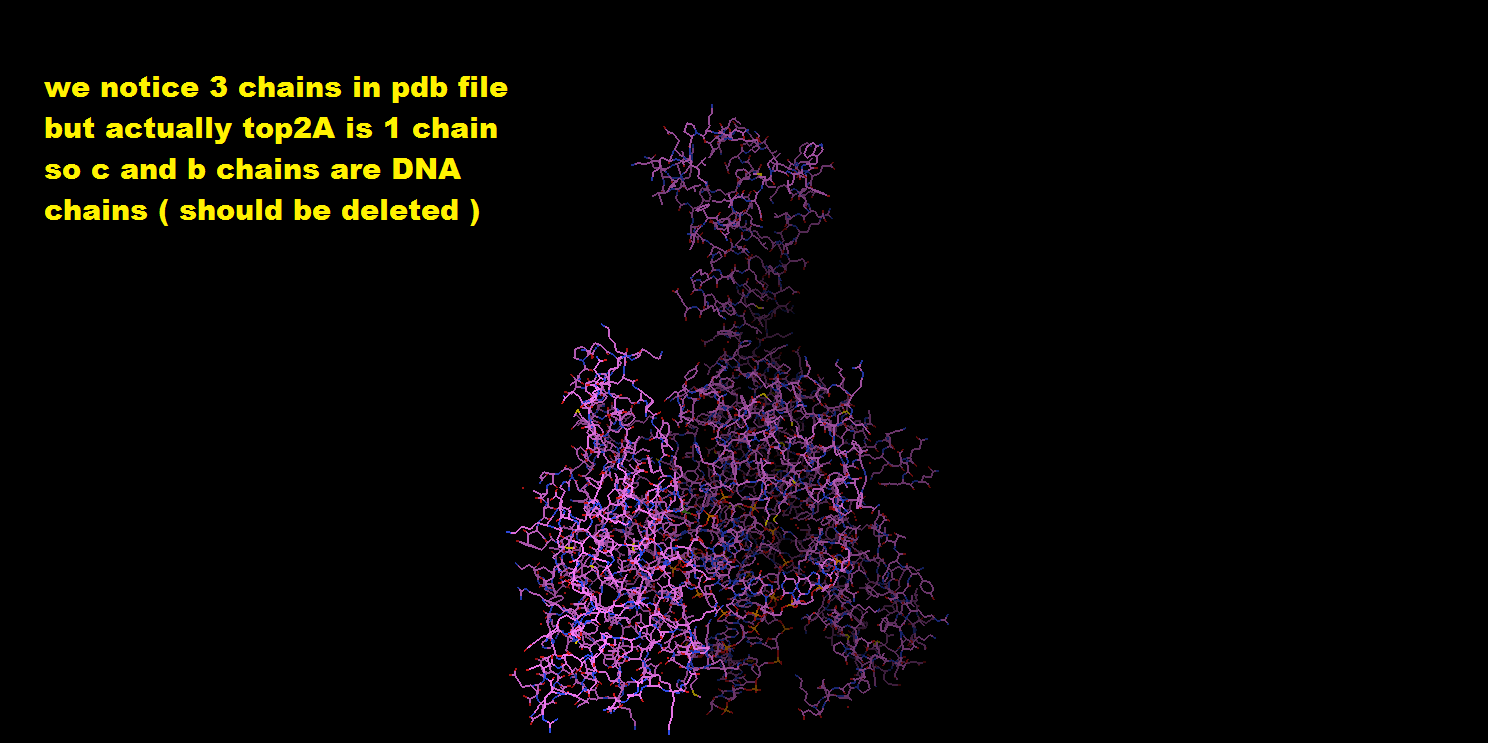 we notice 3 chains in pdb file
but actually top2A is 1 chain
so c and b chains are DNA
chains ( should be deleted )